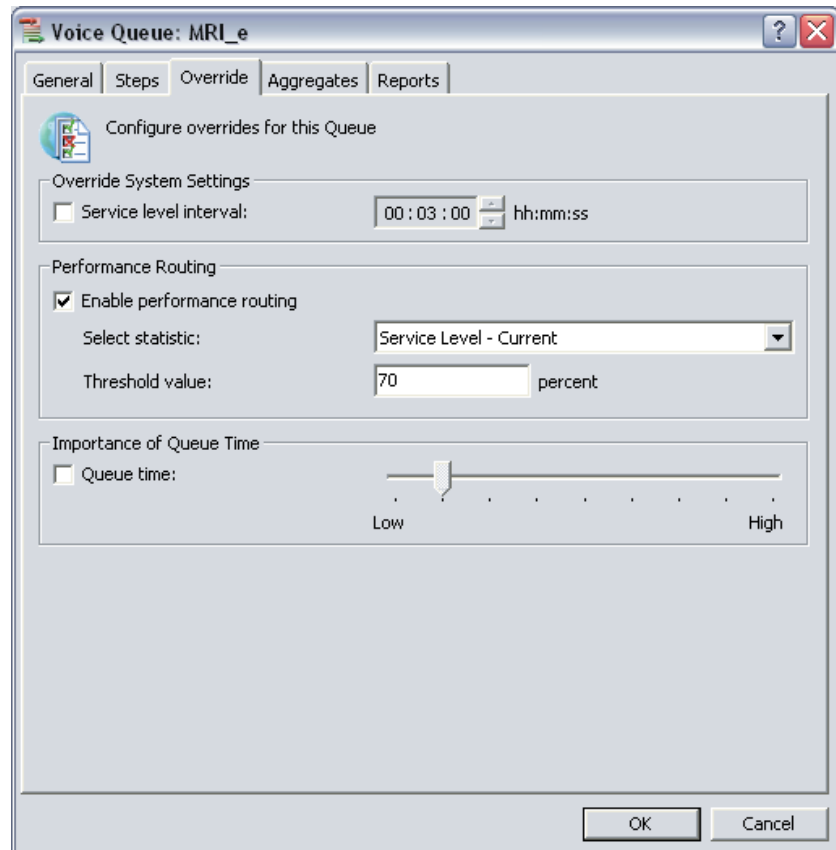 Voice Queue: MRI_e
General Steps Override Aggregates Reports
Configure overrides for this Queue
Override System Settings
Service level interval: 00 : 03 : 00 hh:mm:ss
Performance Routing
Enable performance routing
Select statistic: Service Level - Current
Threshold value: 70 percent
Importance of Queue Time
Queue time:
Low High
OK Cancel